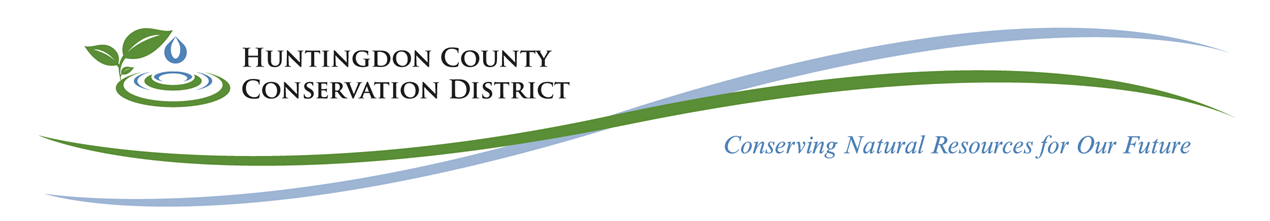 Huntingdon County
Conservation District
Conserving Natural Resources for Our Future